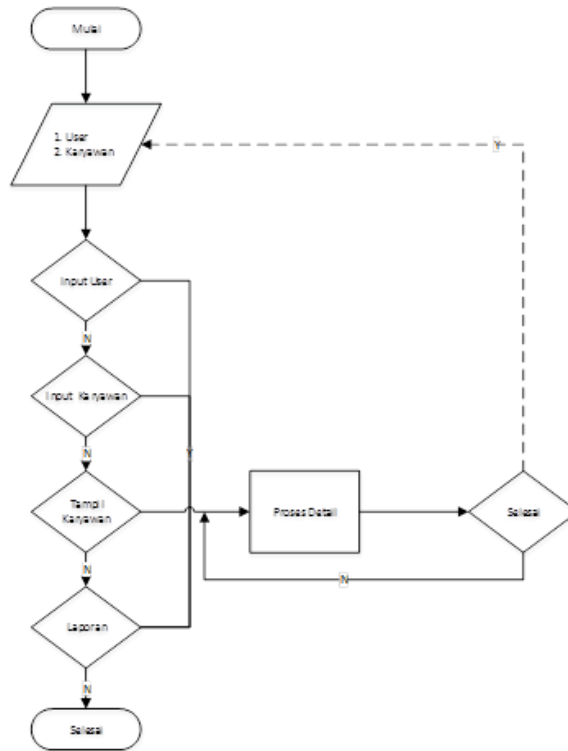 Mulai
1. User
2. Karyawan
Y
Input User
N
Input Karyawan
N
Y
Tampil
Karyawan
Proses Detail
Selesai
N
N
Laporan
N
Selesai